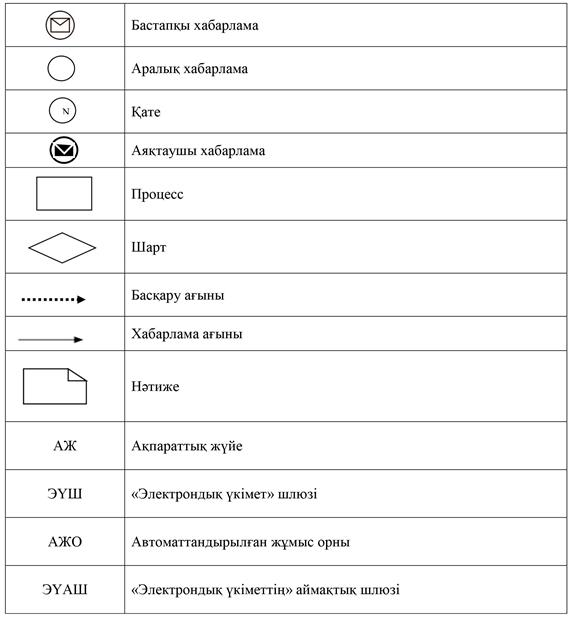 Бастапқы хабарлама
Аралық хабарлама
N Қате
Аяқтаушы хабарлама
Процесс
Шарт
Басқару ағыны
Хабарлама ағыны
Нәтиже
АЖ Ақпараттық жүйе
ЭҮШ «Электрондық үкімет» шлюзі
АЖО Автоматтандырылған жұмыс орны
ЭҮАШ «Электрондық үкіметтің» аймақтық шлюзі